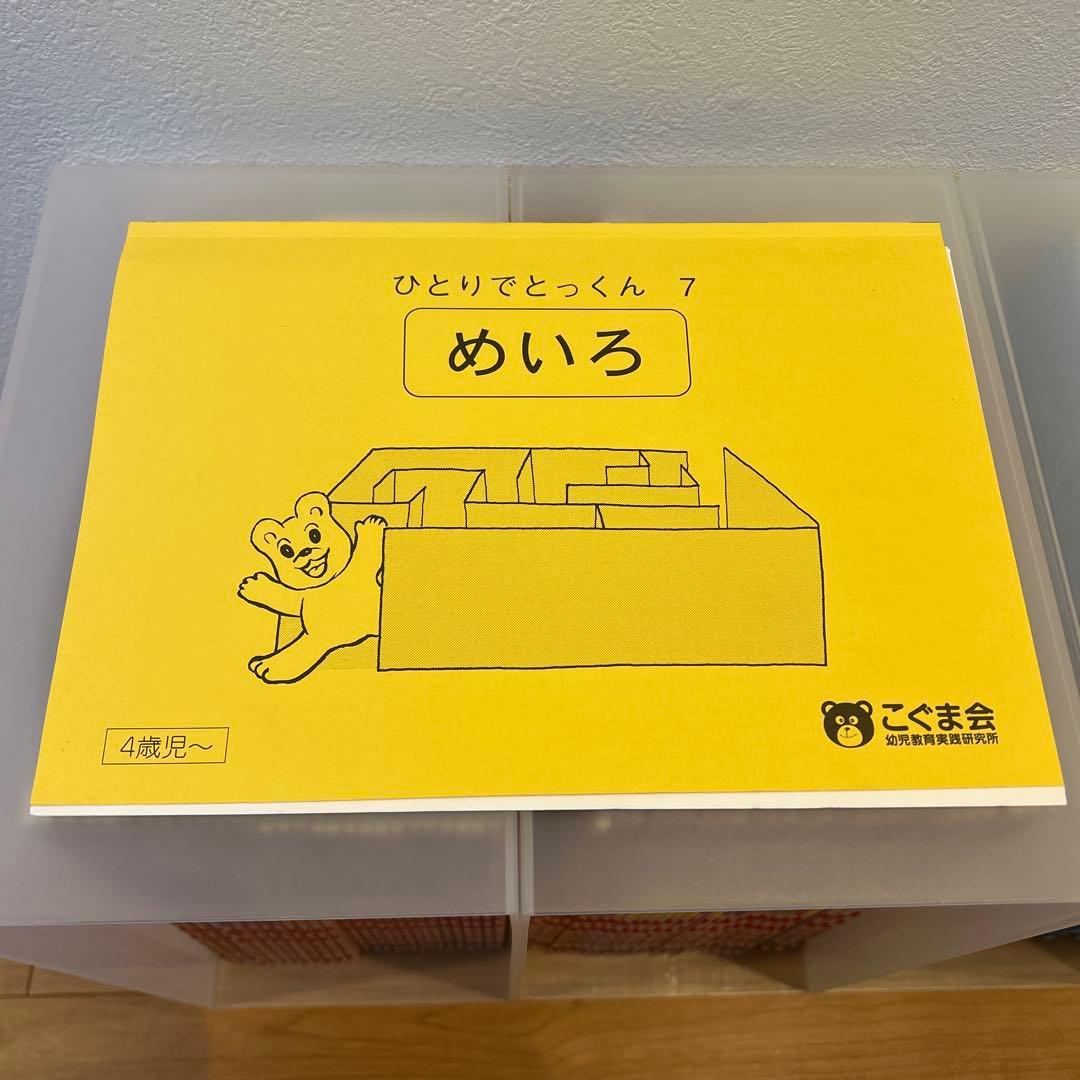 ひとりでとっくん 7
めいろ
4歳児～
こぐま会
幼児教育実践研究所